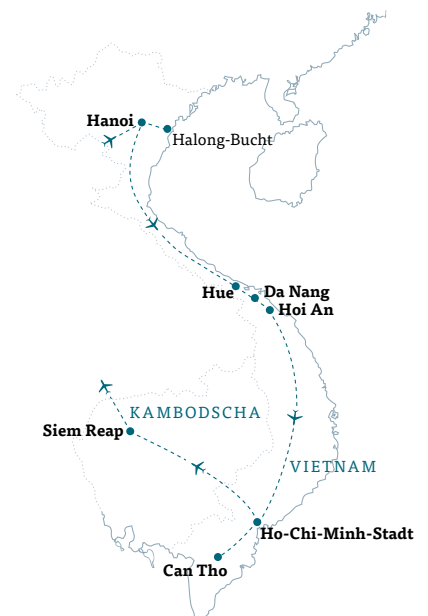 Hanoi
Halong-Bucht
Hue
Da Nang
Hoi An
KAMBODSCHA
Siem Reap
VIETNAM
Ho-Chi-Minh-Stadt
Can Tho